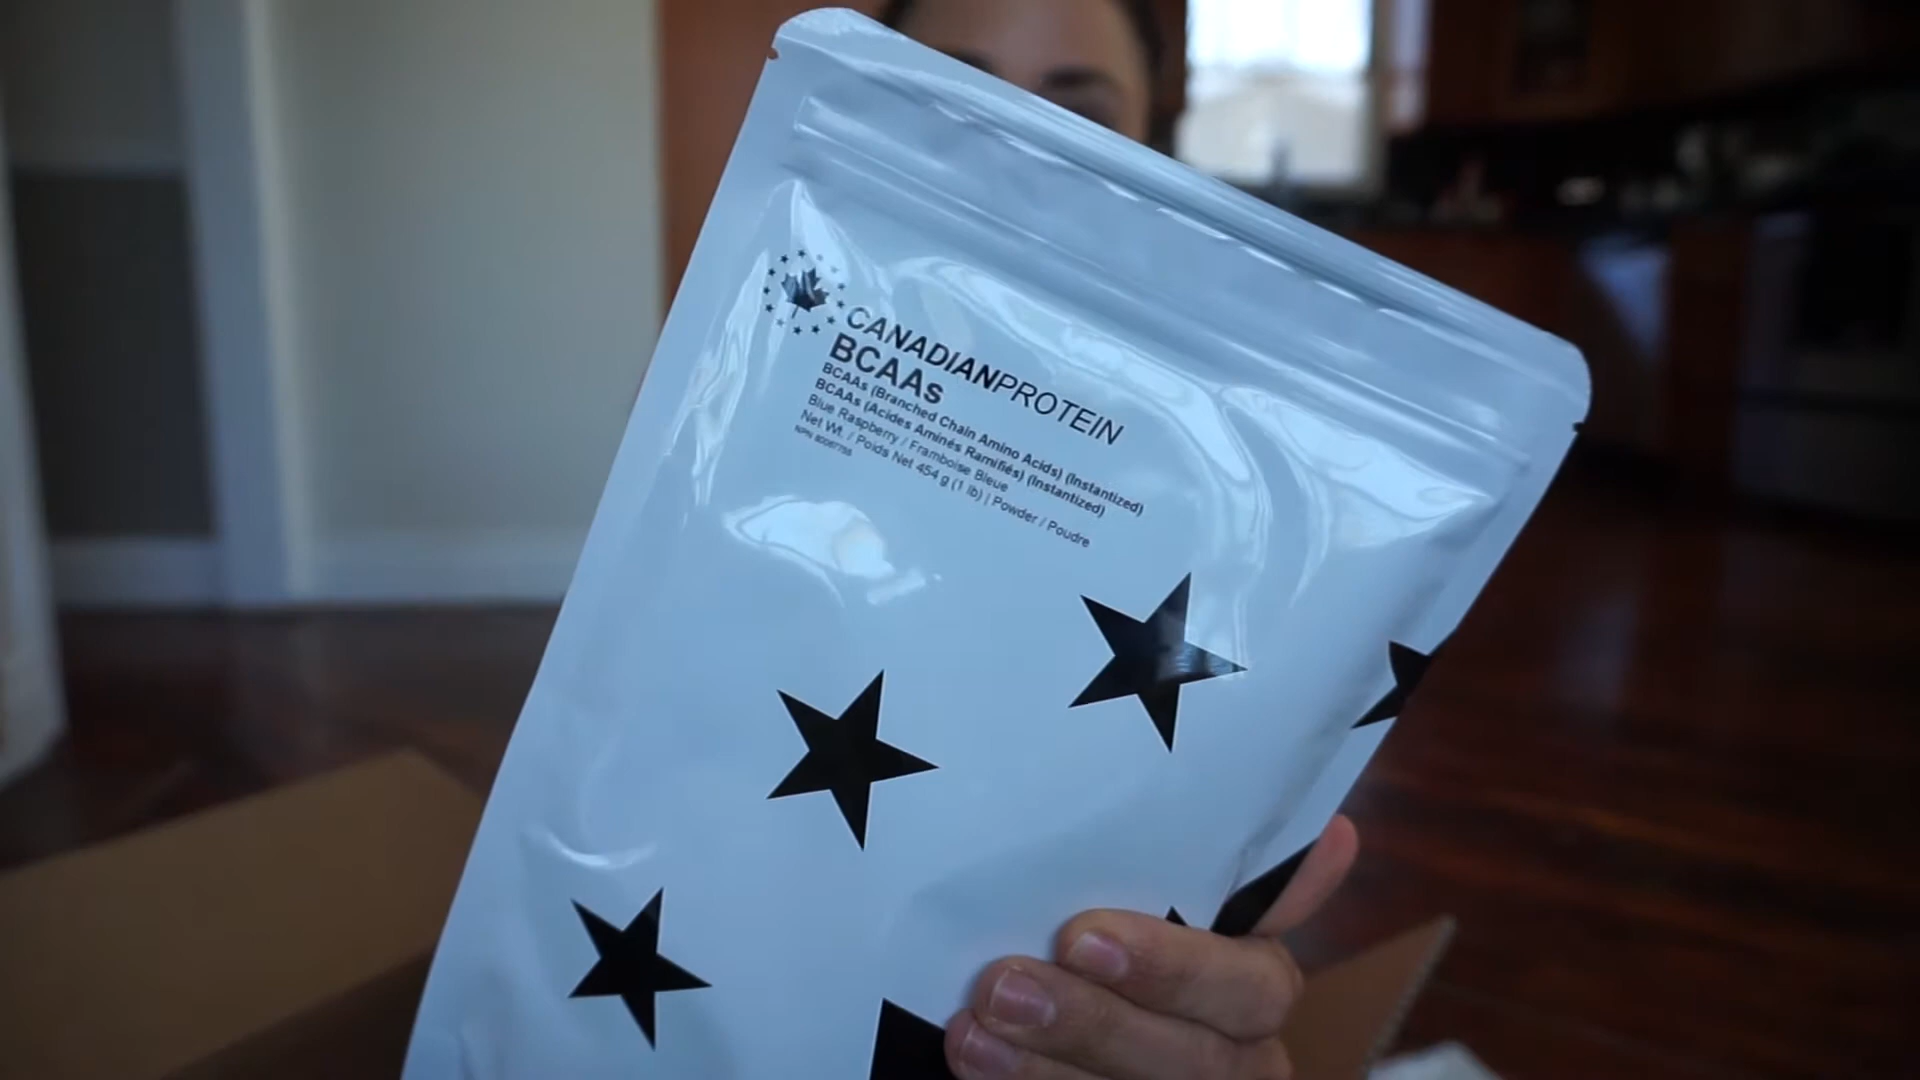 CANADIANPROTEIN
BCAAs
BCAAs (Branched Chain Amino Acids) (Instantized)
BCAAs (Acides Aminés Ramifiés) (Instantized)
Blue Raspberry / Framboise Bleue
Net Wt. / Poids Net 454 g (1 lb) | Powder / Poudre
NPN